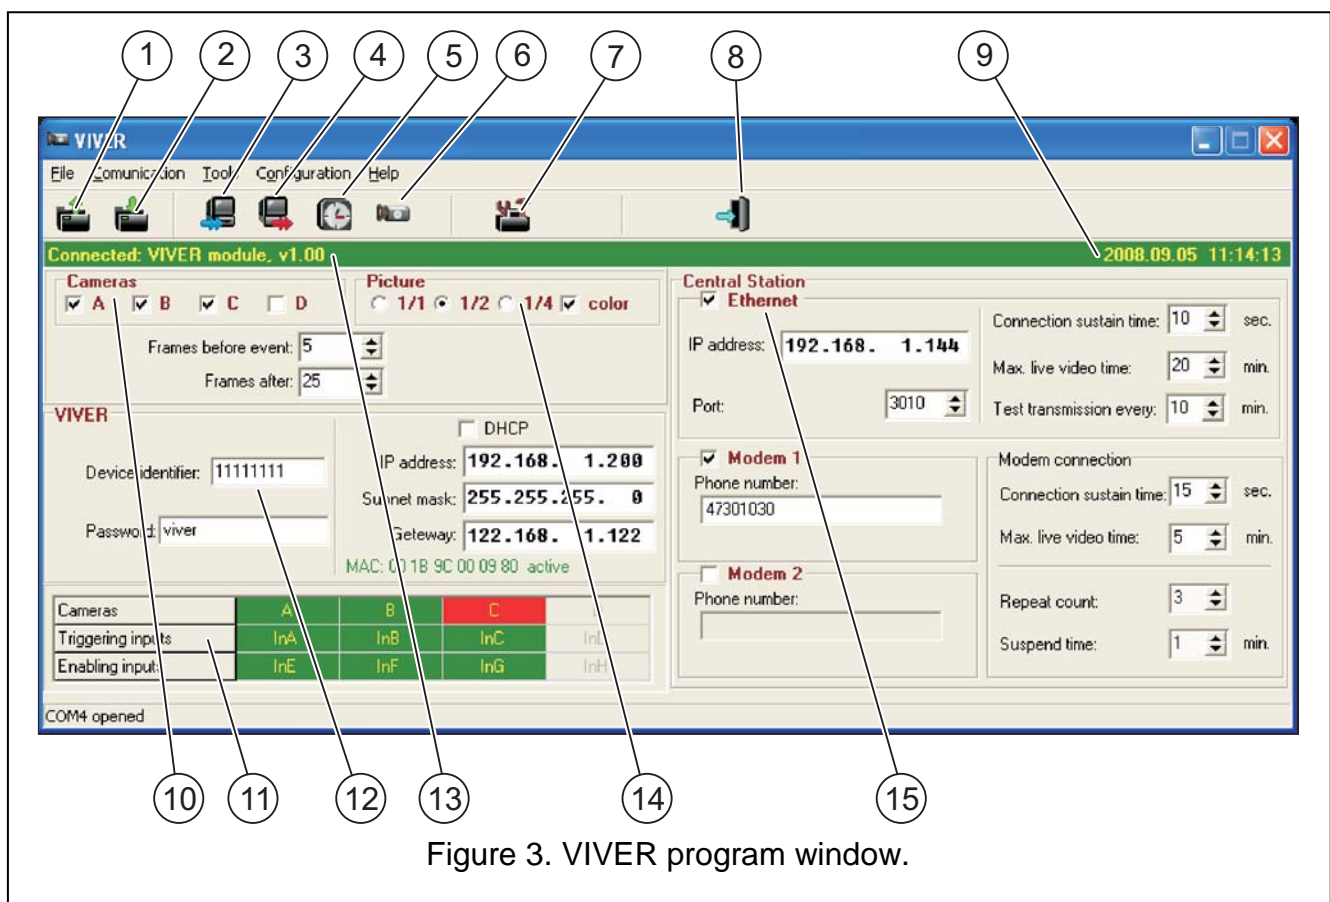 1 2 3 4 5 6 7 8 9
VIVER
File Comunication Tools Configuration Help
Connected: VIVER module, v1.00 2008.09.05 11:14:13
Cameras
A B C D
Picture
1/1 1/2 1/4 color
Frames before event: 5
Frames after: 25
VIVER
Device identifier: 11111111
Password: viver
DHCP
IP address: 192.168. 1.200
Subnet mask: 255.255.255. 0
Geteway: 122.168. 1.122
MAC: 00 1B 9C 00 09 80 active
Cameras A B C
Triggering inputs InA InB InC InD
Enabling inputs InE InF InG InH
COM4 opened
Central Station
Ethernet
IP address: 192.168. 1.144
Port: 3010
Connection sustain time: 10 sec.
Max. live video time: 20 min.
Test transmission every: 10 min.
Modem 1
Phone number:
47301030
Modem 2
Phone number:
Modem connection
Connection sustain time: 15 sec.
Max. live video time: 5 min.
Repeat count: 3
Suspend time: 1 min.
10 11 12 13 14 15
Figure 3. VIVER program window.